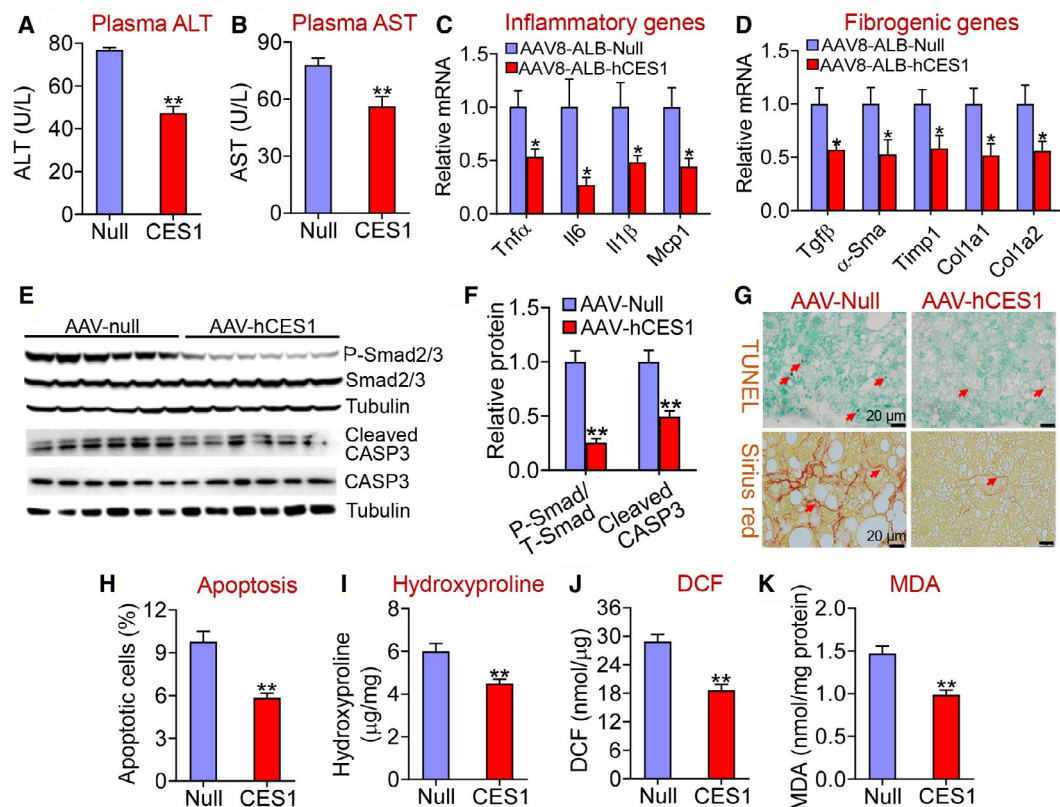 A Plasma ALT
ALT (U/L)
80
60
40
20
0
**
Null CES1
B Plasma AST
AST (U/L)
90
60
30
0
**
Null CES1
C Inflammatory genes
AAV8-ALB-Null
AAV8-ALB-hCES1
Relative mRNA
1.5
1.0
0.5
0.0
* * * *
Tnfα Il6 Il1β Mcp1
D Fibrogenic genes
AAV8-ALB-Null
AAV8-ALB-hCES1
Relative mRNA
1.5
1.0
0.5
0.0
* * * * *
Tgfβ α-Sma Timp1 Col1a1 Col1a2
E
AAV-null AAV-hCES1
P-Smad2/3
Smad2/3
Tubulin
Cleaved
CASP3
CASP3
Tubulin
F
AAV-Null
AAV-hCES1
Relative protein
1.5
1.0
0.5
0.0
** **
P-Smad/
T-Smad
Cleaved
CASP3
G AAV-Null AAV-hCES1
TUNEL
20 μm 20 μm
Sirius red
20 μm
H Apoptosis
Apoptotic cells (%)
12
9
6
3
0
**
Null CES1
I Hydroxyproline
Hydroxyproline
(μg/mg)
8
6
4
2
0
**
Null CES1
J DCF
DCF (nmol/μg)
36
27
18
9
0
**
Null CES1
K MDA
MDA (nmol/mg protein)
2.0
1.5
1.0
0.5
0.0
**
Null CES1